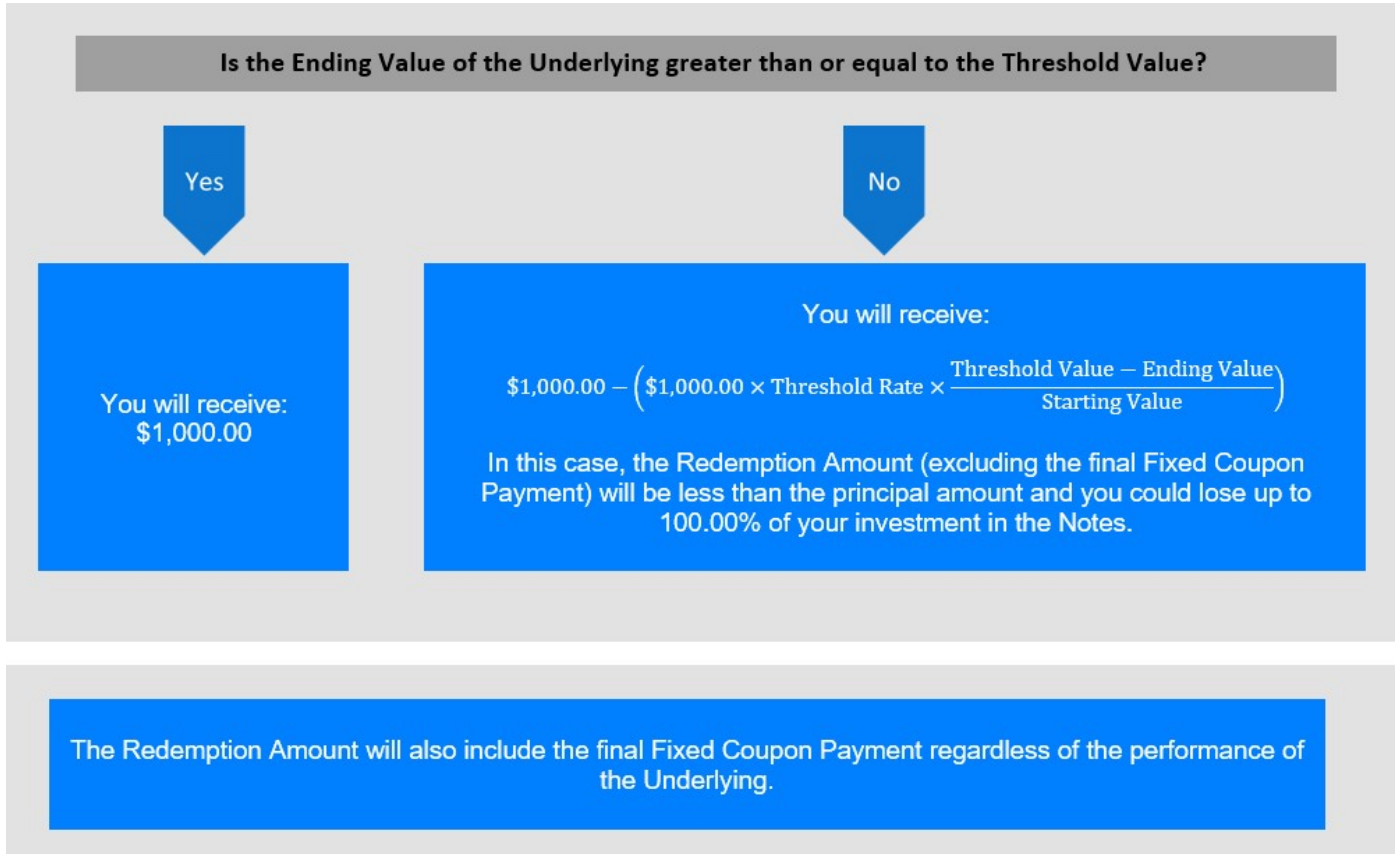 Is the Ending Value of the Underlying greater than or equal to the Threshold Value?
Yes
No
You will receive:
$1,000.00
You will receive:
$1,000.00 − ($1,000.00 × Threshold Rate × (Threshold Value − Ending Value / Starting Value))
In this case, the Redemption Amount (excluding the final Fixed Coupon
Payment) will be less than the principal amount and you could lose up to
100.00% of your investment in the Notes.
The Redemption Amount will also include the final Fixed Coupon Payment regardless of the performance of
the Underlying.